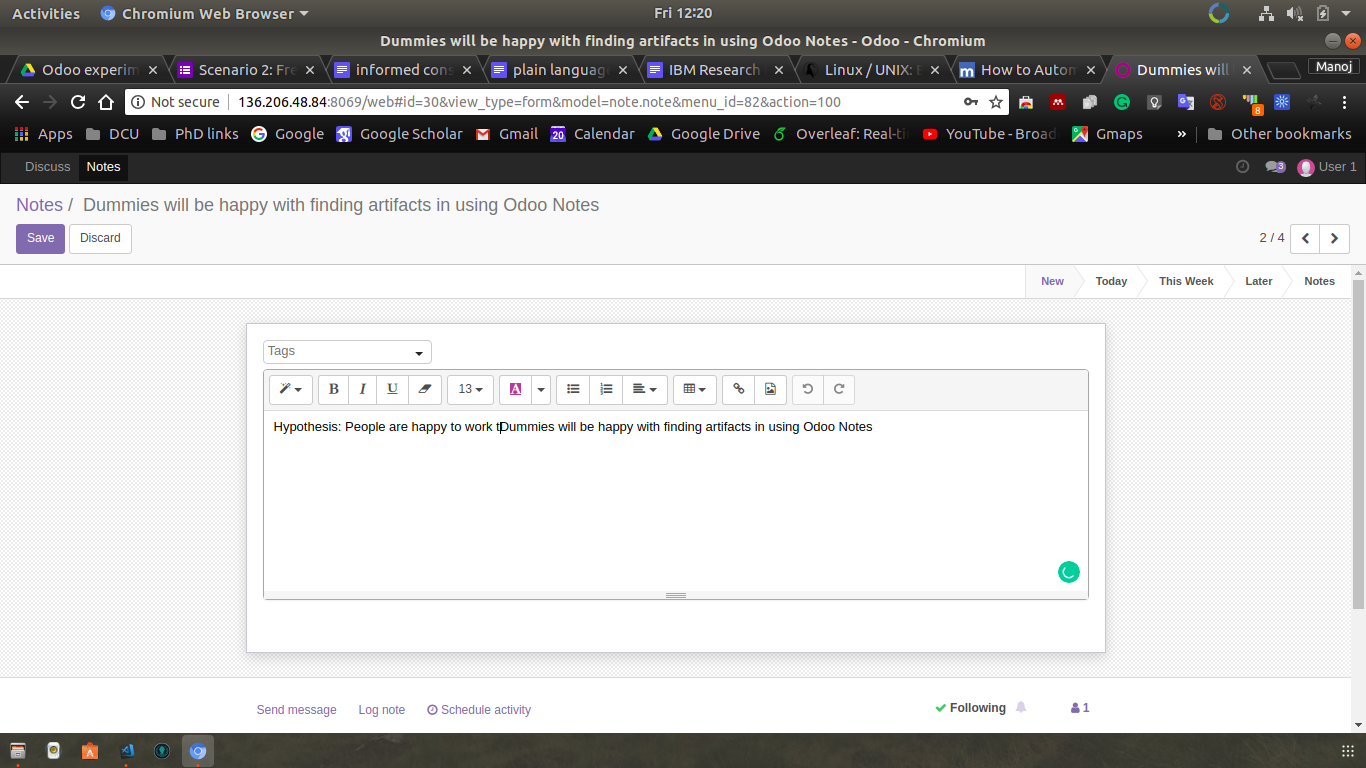 Activities Chromium Web Browser Fri 12:20
Dummies will be happy with finding artifacts in using Odoo Notes - Odoo - Chromium
Odoo experim Scenario 2: Fre informed cons plain language IBM Research Linux / UNIX: How to Autom Dummies will Manoj
Not secure 136.206.48.84:8069/web#id=30&view_type=form&model=note.note&menu_id=82&action=100 8
Apps DCU PhD links Google Google Scholar Gmail 20 Calendar Google Drive Overleaf: Real-ti YouTube - Broad Gmaps » Other bookmarks
Discuss Notes 3 User 1
Notes / Dummies will be happy with finding artifacts in using Odoo Notes
Save Discard 2 / 4
New Today This Week Later Notes
Tags
B I U 13 A
Hypothesis: People are happy to work tDummies will be happy with finding artifacts in using Odoo Notes
Send message Log note Schedule activity Following 1